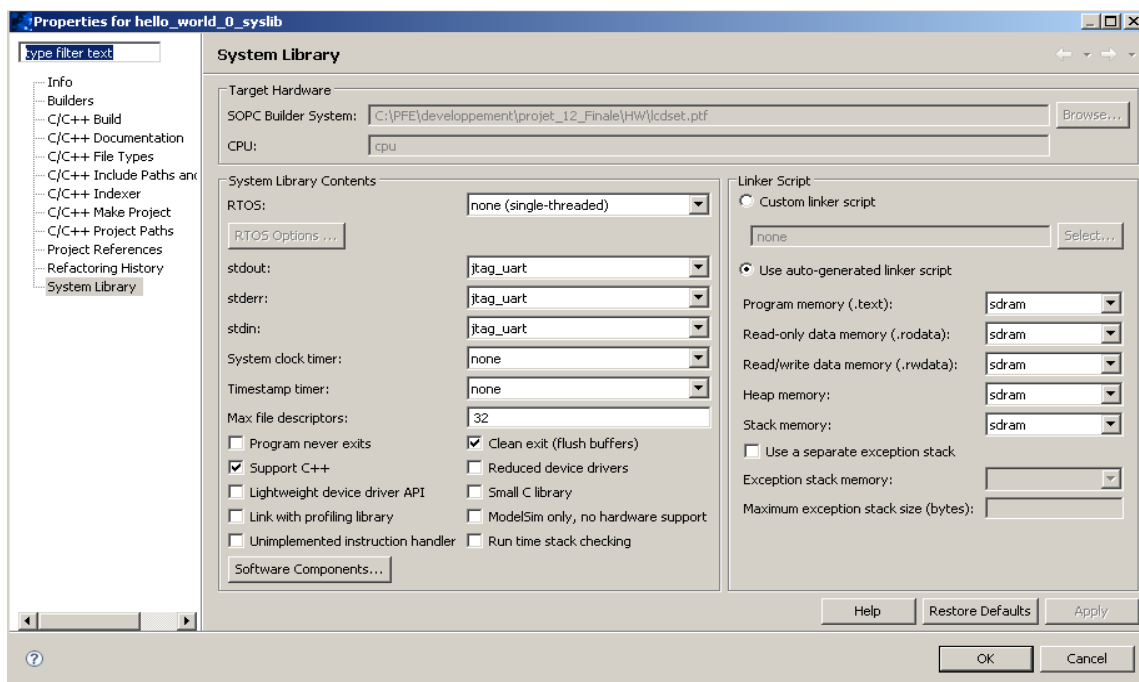 Properties for hello_world_0_syslib
type filter text
Info
Builders
C/C++ Build
C/C++ Documentation
C/C++ File Types
C/C++ Include Paths and
C/C++ Indexer
C/C++ Make Project
C/C++ Project Paths
Project References
Refactoring History
System Library
System Library
Target Hardware
SOPC Builder System: C:\PFE\developpement\projet_12_Finale\HW\lcdset.ptf Browse...
CPU: cpu
System Library Contents
RTOS: none (single-threaded)
RTOS Options ...
stdout: jtag_uart
stderr: jtag_uart
stdin: jtag_uart
System clock timer: none
Timestamp timer: none
Max file descriptors: 32
Program never exits Clean exit (flush buffers)
Support C++ Reduced device drivers
Lightweight device driver API Small C library
Link with profiling library ModelSim only, no hardware support
Unimplemented instruction handler Run time stack checking
Software Components...
Linker Script
Custom linker script
none Select...
Use auto-generated linker script
Program memory (.text): sdram
Read-only data memory (.rodata): sdram
Read/write data memory (.rwdata): sdram
Heap memory: sdram
Stack memory: sdram
Use a separate exception stack
Exception stack memory:
Maximum exception stack size (bytes):
Help Restore Defaults Apply
? OK Cancel